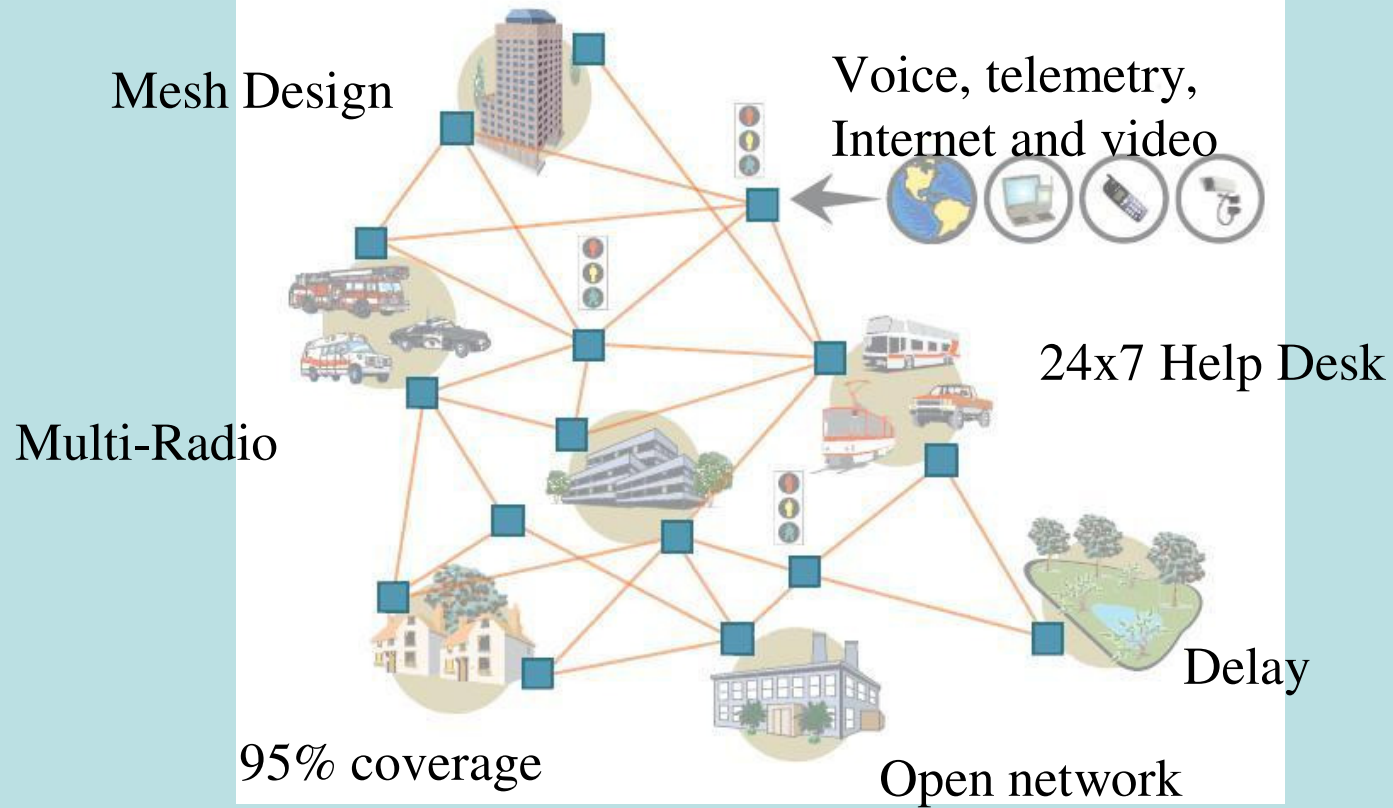 Mesh Design
Voice, telemetry,
Internet and video
24x7 Help Desk
Multi-Radio
Delay
95% coverage
Open network